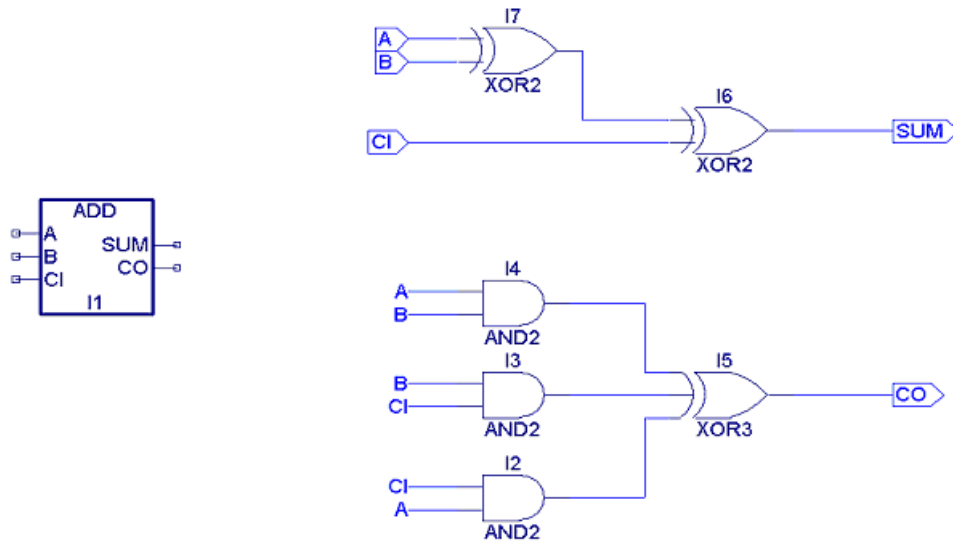 I7
A
B
XOR2
I6
CI
XOR2
SUM
ADD
A
B
CI
SUM
CO
I1
I4
A
B
AND2
I3
B
CI
AND2
I5
XOR3
CO
I2
CI
A
AND2